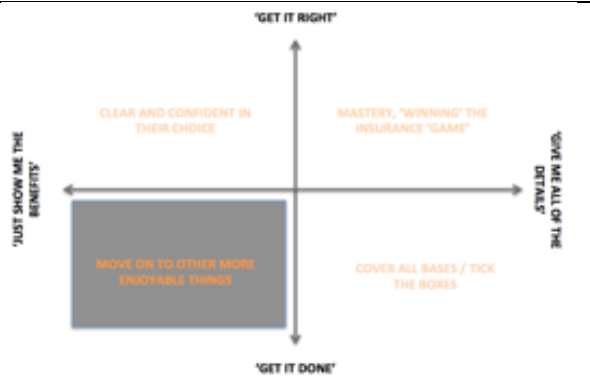 'GET IT RIGHT'
CLEAR AND CONFIDENT IN
THEIR CHOICE
MASTERY, 'WINNING' THE
INSURANCE 'GAME'
'JUST SHOW ME THE
BENEFITS'
'GIVE ME ALL OF THE
DETAILS'
MOVE ON TO OTHER MORE
ENJOYABLE THINGS
COVER ALL BASES / TICK
THE BOXES
'GET IT DONE'